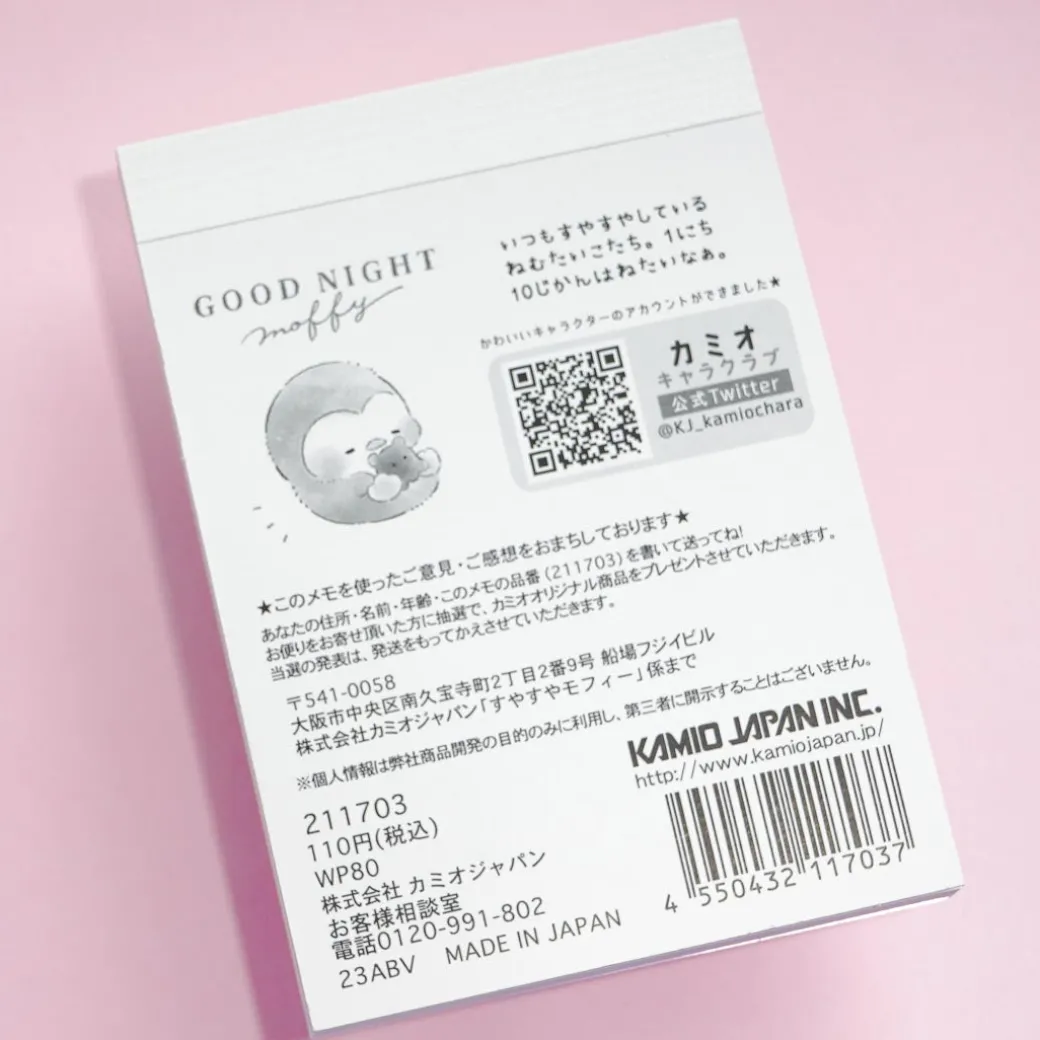 GOOD NIGHT
moffy
いつもすやすやしている
ねむたいこたち。1にち
10じかんはねたいなぁ。
かわいいキャラクターのアカウントができました★
カミオ
キャラクラブ
公式Twitter
@KJ_kamiochara
★このメモを使ったご意見・ご感想をおまちしております★
あなたの住所・名前・年齢・このメモの品番(211703)を書いて送ってね!
お便りをお寄せ頂いた方に抽選で、カミオオリジナル商品をプレゼントさせていただきます。
当選の発表は、発送をもってかえさせていただきます。
〒541-0058
大阪市中央区南久宝寺町2丁目2番9号 船場フジイビル
株式会社カミオジャパン「すやすやモフィー」係まで
※個人情報は弊社商品開発の目的のみに利用し、第三者に開示することはございません。
KAMIO JAPAN INC.
http://www.kamiojapan.jp/
211703
110円(税込)
WP80
株式会社 カミオジャパン
お客様相談室
電話0120-991-802
23ABV MADE IN JAPAN
4 550432 117037